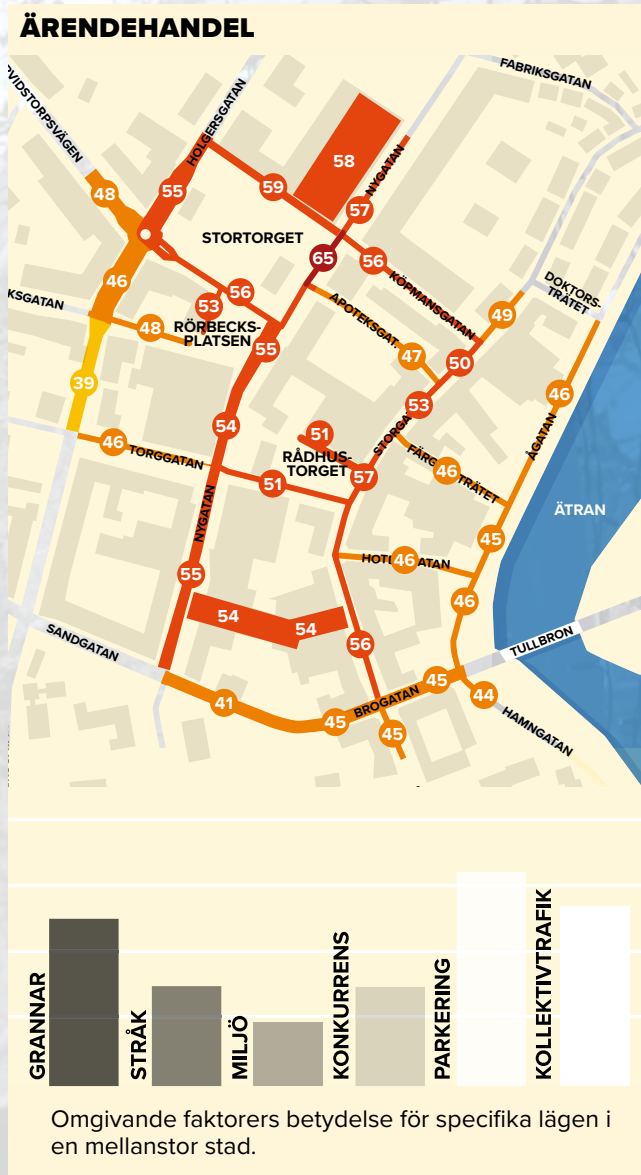 ÄRENDEHANDEL
FABRIKSGATAN
RVIDSTORPSVÄGEN
HOLGERSGATAN
58
NYGATAN
55
59
48
57
STORTORGET
65
56
DOKTORS-
TRÄTET
46
56
KÖPMANSGATAN
KSGATAN
53
APOTEKSGAT
49
48
RÖRBECKS-
PLATSEN
55
47
50
39
46
53
54
51
STORGA
ÅGATAN
46
TORGGATAN
RÅDHUS-
TORGET
46
FÄRG
TRÄTET
57
51
ÄTRAN
NYGATAN
45
HOT
46
ATAN
55
46
54
54
SANDGATAN
56
TULLBRON
41
BROGATAN
45
44
45
45
HAMNGATAN
GRANNAR
STRÅK
MILJÖ
KONKURRENS
PARKERING
KOLLEKTIVTRAFIK
Omgivande faktorers betydelse för specifika lägen i
en mellanstor stad.